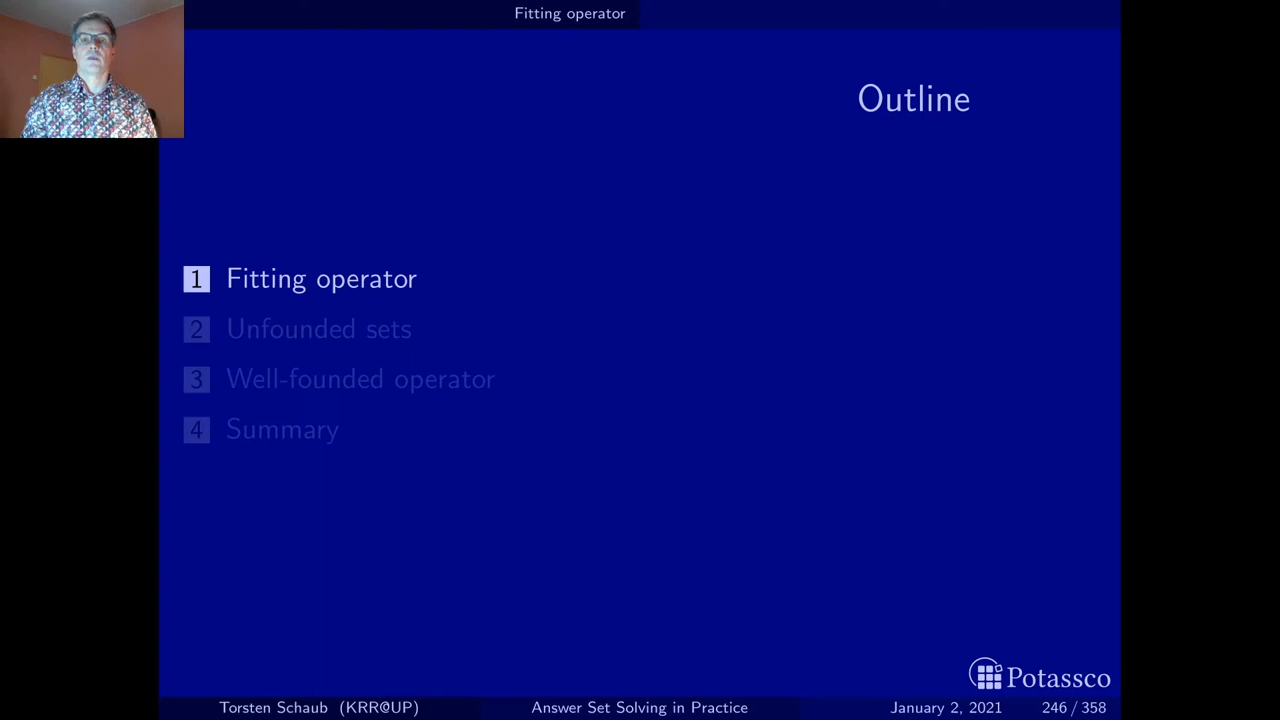 Fitting operator
Outline
1 Fitting operator
2 Unfounded sets
3 Well-founded operator
4 Summary
Potassco
Torsten Schaub (KRR@UP) Answer Set Solving in Practice January 2, 2021 246 / 358